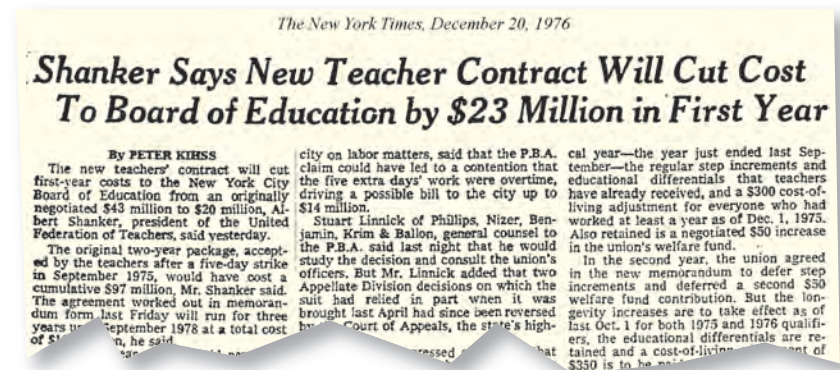 The New York Times, December 20, 1976
Shanker Says New Teacher Contract Will Cut Cost
To Board of Education by $23 Million in First Year
By PETER KIHSS
The new teachers' contract will cut
first-year costs to the New York City
Board of Education from an originally
negotiated $43 million to $20 million, Al-
bert Shanker, president of the United
Federation of Teachers, said yesterday.
The original two-year package, accept-
ed by the teachers after a five-day strike
in September 1975, would have cost a
cumulative $97 million, Mr. Shanker said.
The agreement worked out in memoran-
dum form last Friday will run for three
years September 1978 at a total cost
of he said.
city on labor matters, said that the P.B.A.
claim could have led to a contention that
the five extra days' work were overtime,
driving a possible bill to the city up to
$14 million.
Stuart Linnick of Phillips, Nizer, Ben-
jamin, Krim & Ballon, general counsel to
the P.B.A. said last night that he would
study the decision and consult the union's
officers. But Mr. Linnick added that two
Appellate Division decisions on which the
suit had relied in part when it was
brought last April had since been reversed
Court of Appeals, the state's high-
cal year—the year just ended last Sep-
tember—the regular step increments and
educational differentials that teachers
have already received, and a $300 cost-of-
living adjustment for everyone who had
worked at least a year as of Dec. 1, 1975.
Also retained is a negotiated $50 increase
in the union's welfare fund.
In the second year, the union agreed
in the new memorandum to defer step
increments and deferred a second $50
welfare fund contribution. But the lon-
gevity increases are to take effect as of
last Oct. 1 for both 1975 and 1976 qualifi-
ers, the educational differentials are re-
tained and a cost-of-living of
$350 is to be